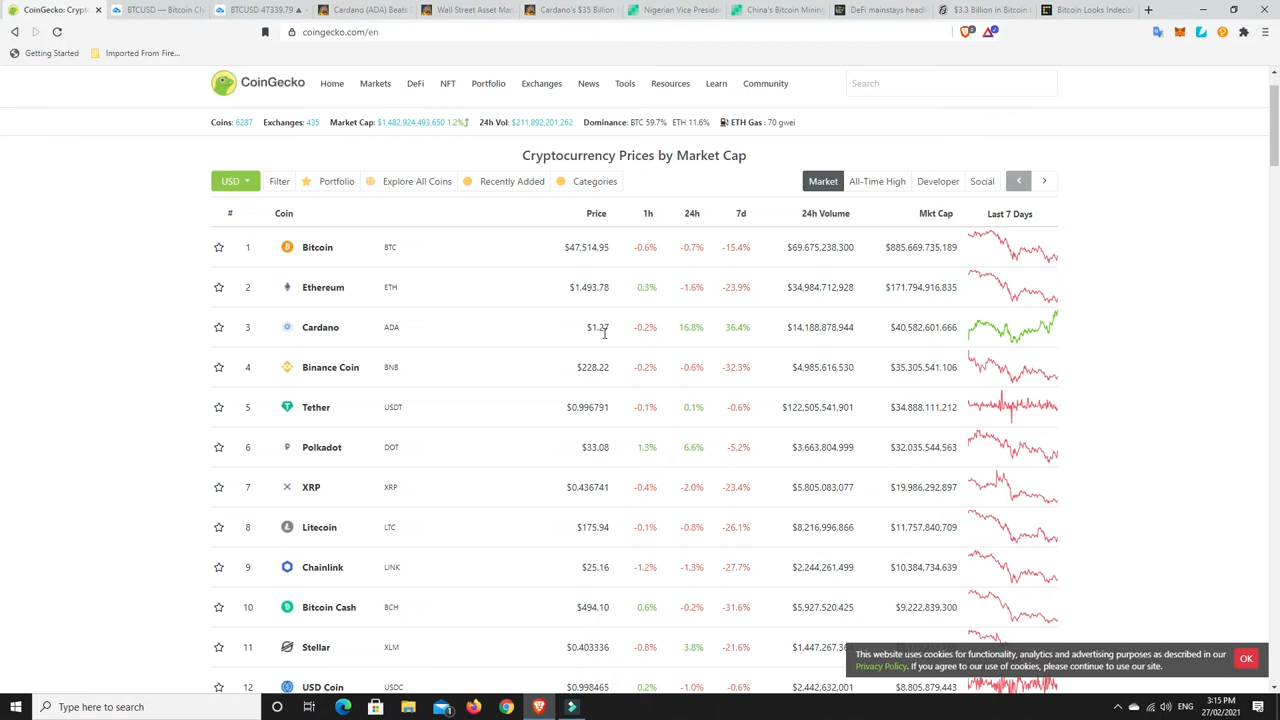 CoinGecko: Crypto
BTCUSD — Bitcoin Cha
BTCUSD 47339.79 ▲
Cardano (ADA) Beats
Wall Street Asset Man
Cardano's $35 Billion
Nigerian Vice Preside
China's Bitcoin Mining
DeFi mainstays headli
$3.3 Billion in Bitcoin
Bitcoin Looks Indecis
coingecko.com/en
Getting Started
Imported From Fire...
CoinGecko Home Markets DeFi NFT Portfolio Exchanges News Tools Resources Learn Community Search
Coins: 6287 Exchanges: 435 Market Cap: $1,482,924,493,650 1.2% 24h Vol: $211,892,201,262 Dominance: BTC 59.7% ETH 11.6% ETH Gas : 70 gwei
Cryptocurrency Prices by Market Cap
USD Filter Portfolio Explore All Coins Recently Added Categories Market All-Time High Developer Social
# Coin Price 1h 24h 7d 24h Volume Mkt Cap Last 7 Days
1 Bitcoin BTC $47,514.95 -0.6% -0.7% -15.4% $69,675,238,300 $885,669,735,189
2 Ethereum ETH $1,493.78 0.3% -1.6% -23.9% $34,984,712,928 $171,794,916,835
3 Cardano ADA $1.27 -0.2% 16.8% 36.4% $14,188,878,944 $40,582,601,666
4 Binance Coin BNB $228.22 -0.2% -0.6% -32.3% $4,985,616,530 $35,305,541,106
5 Tether USDT $0.996791 -0.1% 0.1% -0.6% $122,505,541,901 $34,888,111,212
6 Polkadot DOT $33.08 1.3% 6.6% -5.2% $3,663,804,999 $32,035,544,563
7 XRP XRP $0.436741 -0.4% -2.0% -23.4% $5,805,083,077 $19,986,292,897
8 Litecoin LTC $175.94 -0.1% -0.8% -26.1% $8,216,996,866 $11,757,840,709
9 Chainlink LINK $25.16 -1.2% -1.3% -27.7% $2,244,261,499 $10,384,734,639
10 Bitcoin Cash BCH $494.10 0.6% -0.2% -31.6% $5,927,520,425 $9,222,839,300
11 Stellar XLM $0.403336 -0.8% 3.8% -21.6% $1,447,267,3
12 USD Coin USDC $0.998465 0.2% -1.0% -0.6% $2,442,632,001 $8,805,879,443
This website uses cookies for functionality, analytics and advertising purposes as described in our
Privacy Policy. If you agree to our use of cookies, please continue to use our site.
OK
Type here to search
ENG
3:15 PM
27/02/2021